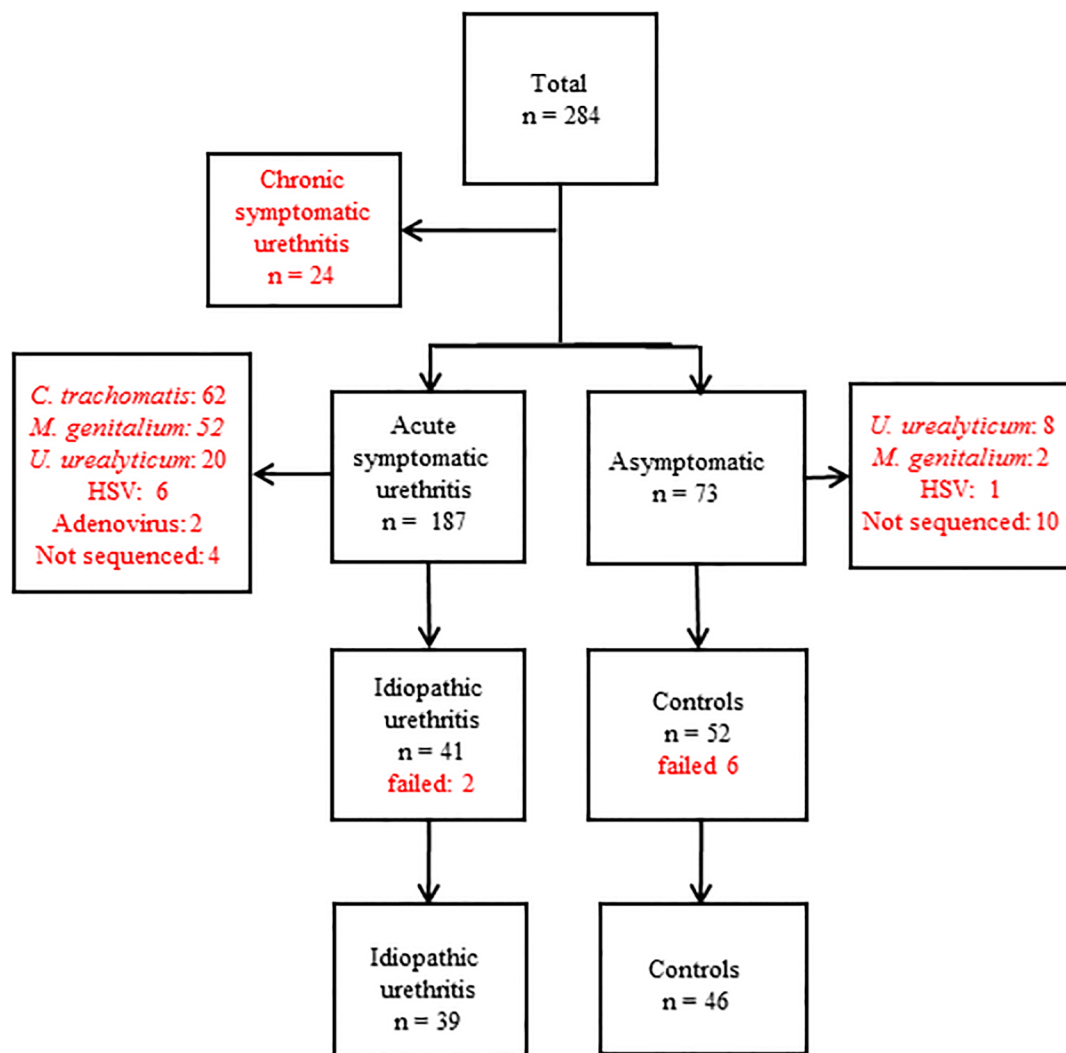 Total
n = 284
Chronic
symptomatic
urethritis
n = 24
C. trachomatis: 62
M. genitalium: 52
U. urealyticum: 20
HSV: 6
Adenovirus: 2
Not sequenced: 4
Acute
symptomatic
urethritis
n = 187
Asymptomatic
n = 73
U. urealyticum: 8
M. genitalium: 2
HSV: 1
Not sequenced: 10
Idiopathic
urethritis
n = 41
failed: 2
Controls
n = 52
failed 6
Idiopathic
urethritis
n = 39
Controls
n = 46